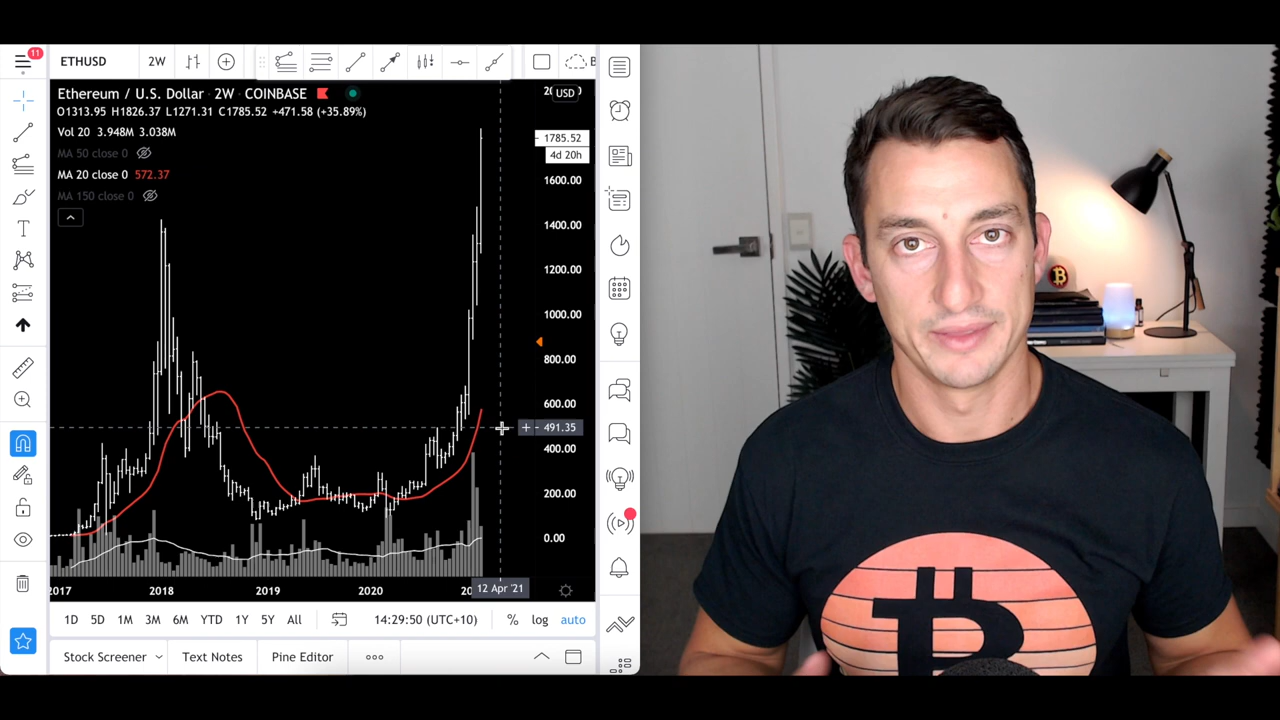 11
ETHUSD 2W B
Ethereum / U.S. Dollar · 2W · COINBASE
USD
O1313.95 H1826.37 L1271.31 C1785.52 +471.58 (+35.89%)
Vol 20 3.948M 3.038M
MA 50 close 0
MA 20 close 0 572.37
MA 150 close 0
1785.52
4d 20h
1600.00
1400.00
1200.00
1000.00
800.00
600.00
491.35
400.00
200.00
0.00
2017 2018 2019 2020 12 Apr '21
1D 5D 1M 3M 6M YTD 1Y 5Y All 14:29:50 (UTC+10) % log auto
Stock Screener Text Notes Pine Editor